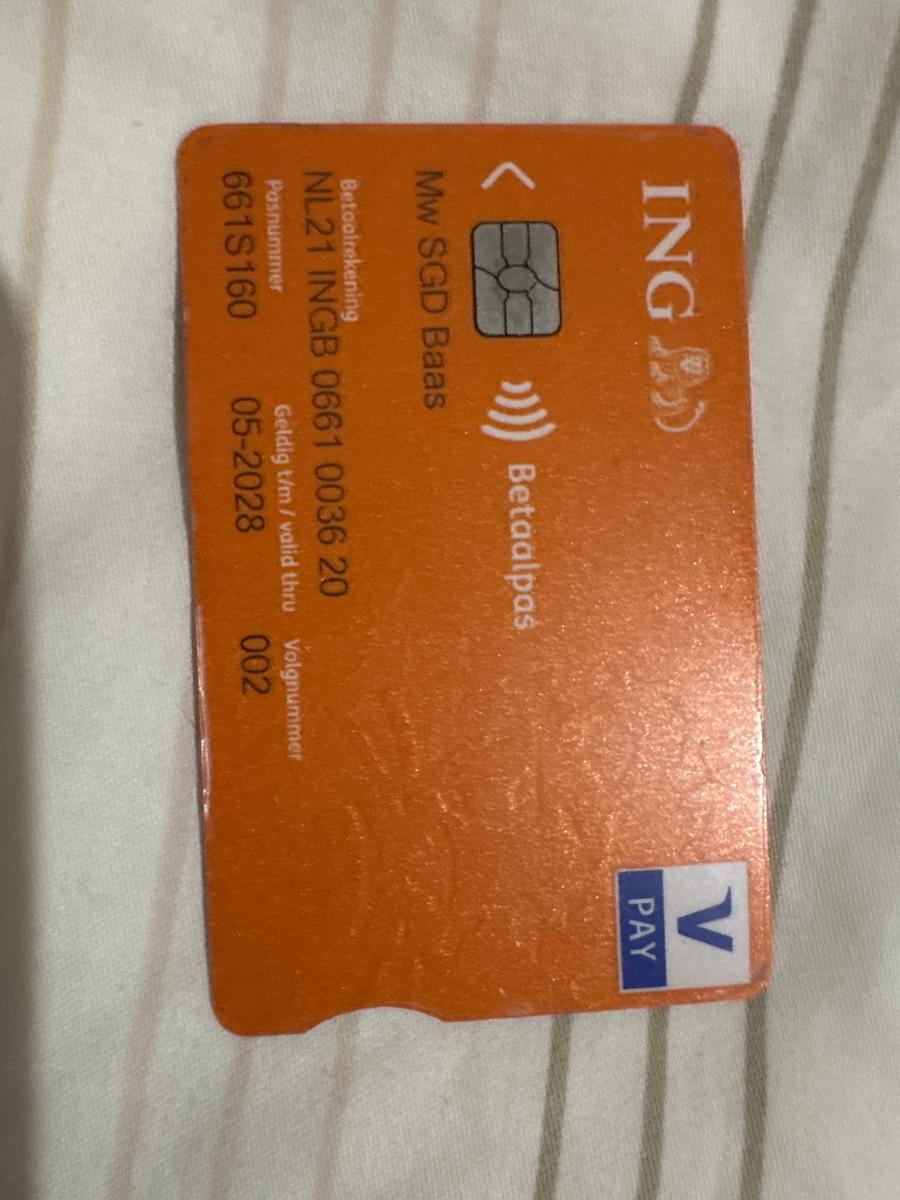 ING
Betaalpas
V
PAY
Mw SGD Baas
Betaalrekening
NL21 INGB 0661 0036 20
Pasnummer Geldig t/m / valid thru Volgnummer
661S160 05-2028 002